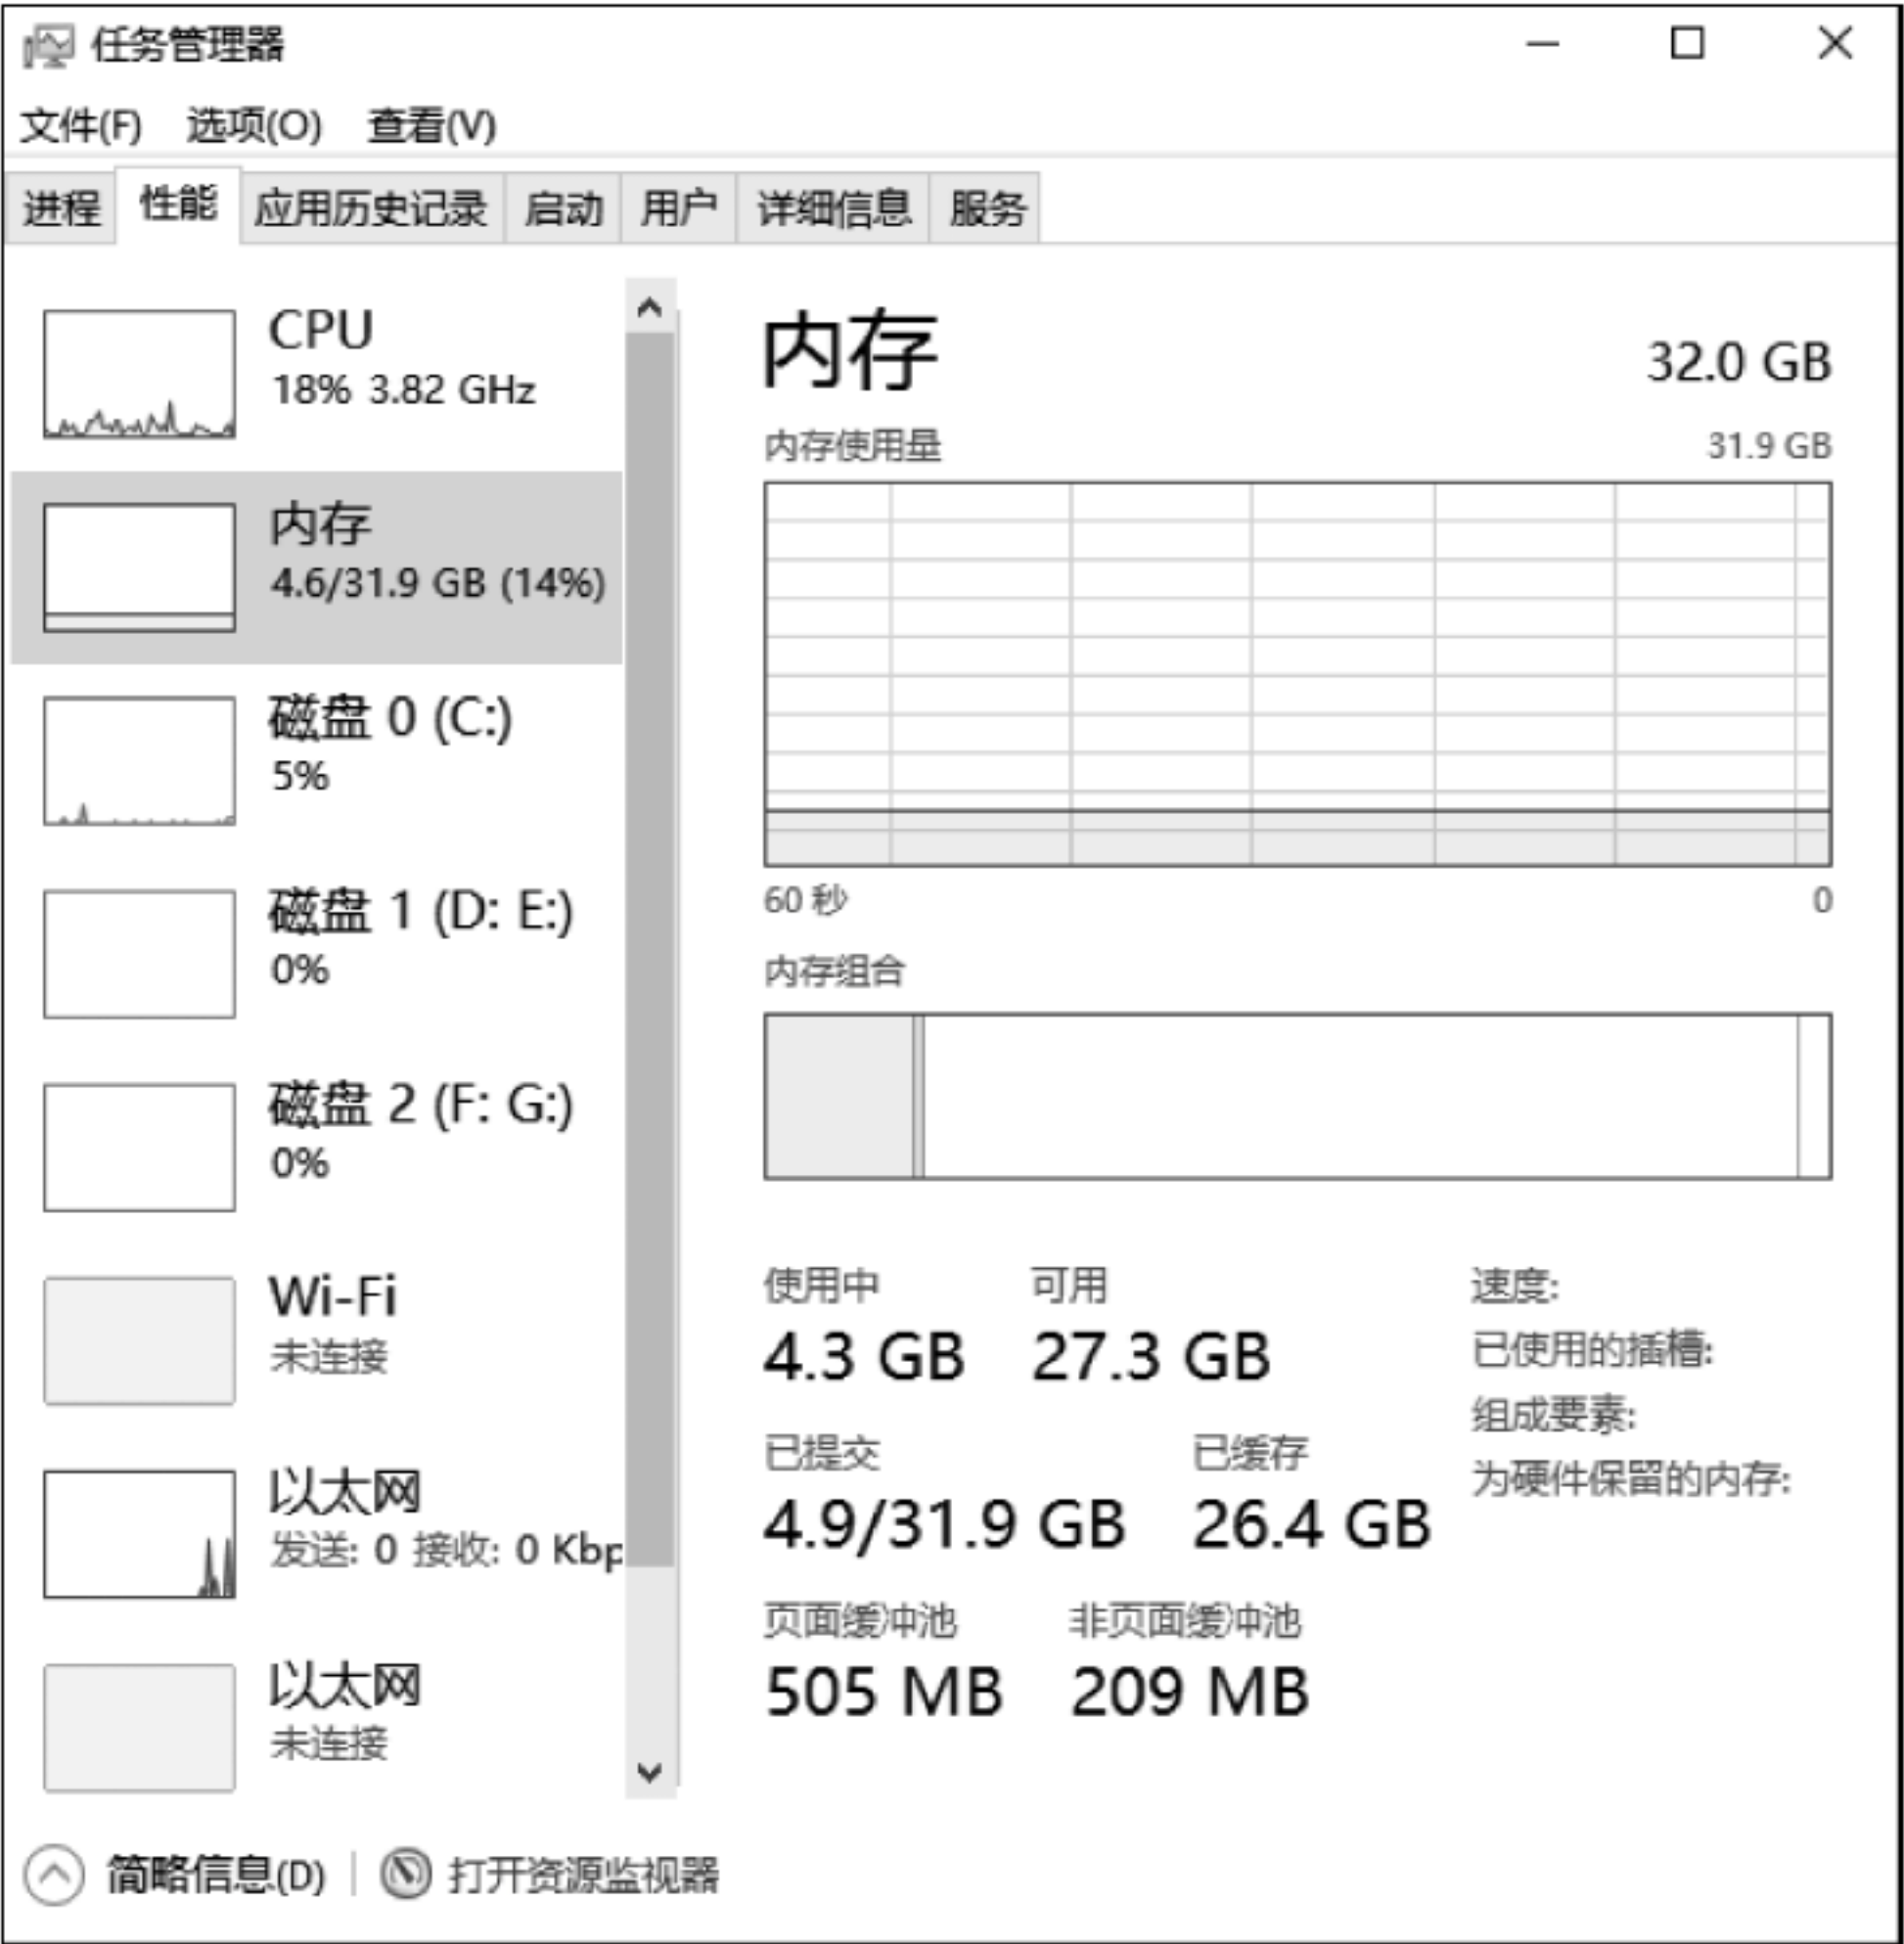 任务管理器
文件(F) 选项(O) 查看(V)
进程 性能 应用历史记录 启动 用户 详细信息 服务
CPU
18% 3.82 GHz
内存
4.6/31.9 GB (14%)
磁盘 0 (C:)
5%
磁盘 1 (D: E:)
0%
磁盘 2 (F: G:)
0%
Wi-Fi
未连接
以太网
发送: 0 接收: 0 Kbp
以太网
未连接
内存 32.0 GB
内存使用量 31.9 GB
60 秒 0
内存组合
使用中 可用
4.3 GB 27.3 GB
已提交 已缓存
4.9/31.9 GB 26.4 GB
页面缓冲池 非页面缓冲池
505 MB 209 MB
速度:
已使用的插槽:
组成要素:
为硬件保留的内存:
简略信息(D) 打开资源监视器